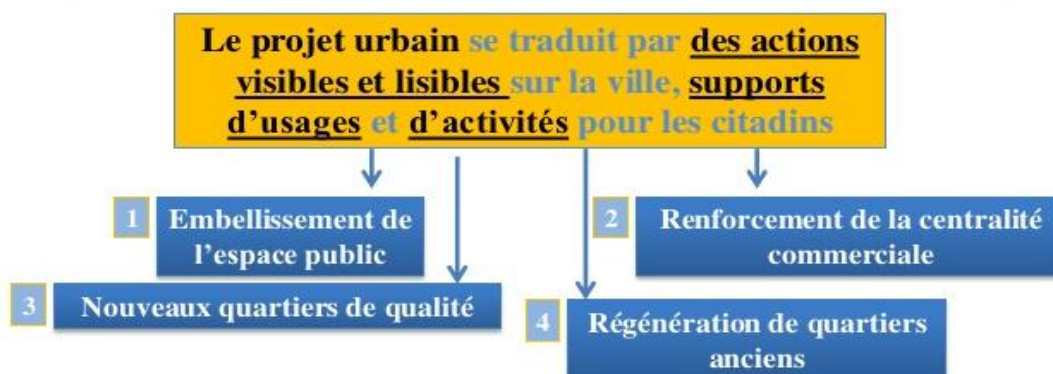 Le projet urbain se traduit par des actions
visibles et lisibles sur la ville, supports
d'usages et d'activités pour les citadins
1
Embellissement de
l'espace public
2
Renforcement de la centralité
commerciale
3
Nouveaux quartiers de qualité
4
Régénération de quartiers
anciens